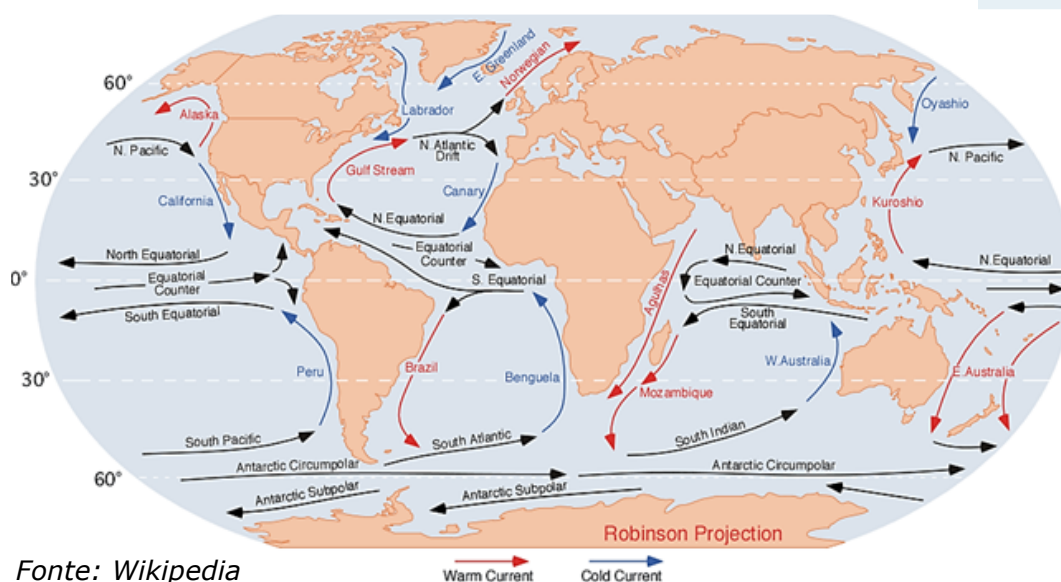 60°
30°
0°
30°
60°
Alaska
N. Pacific
California
North Equatorial
Equatorial
Counter
South Equatorial
Peru
South Pacific
Antarctic Circumpolar
Antarctic Subpolar
Labrador
E. Greenland
Norwegian
Gulf Stream
N. Atlantic
Drift
Canary
N.Equatorial
Equatorial
Counter
S. Equatorial
Brazil
Benguela
South Atlantic
Antarctic Subpolar
Agulhas
Mozambique
N.Equatorial
Equatorial Counter
South
Equatorial
W.Australia
South Indian
Antarctic Circumpolar
Oyashio
N. Pacific
Kuroshio
N.Equatorial
E.Australia
Robinson Projection
Fonte: Wikipedia
Warm Current
Cold Current